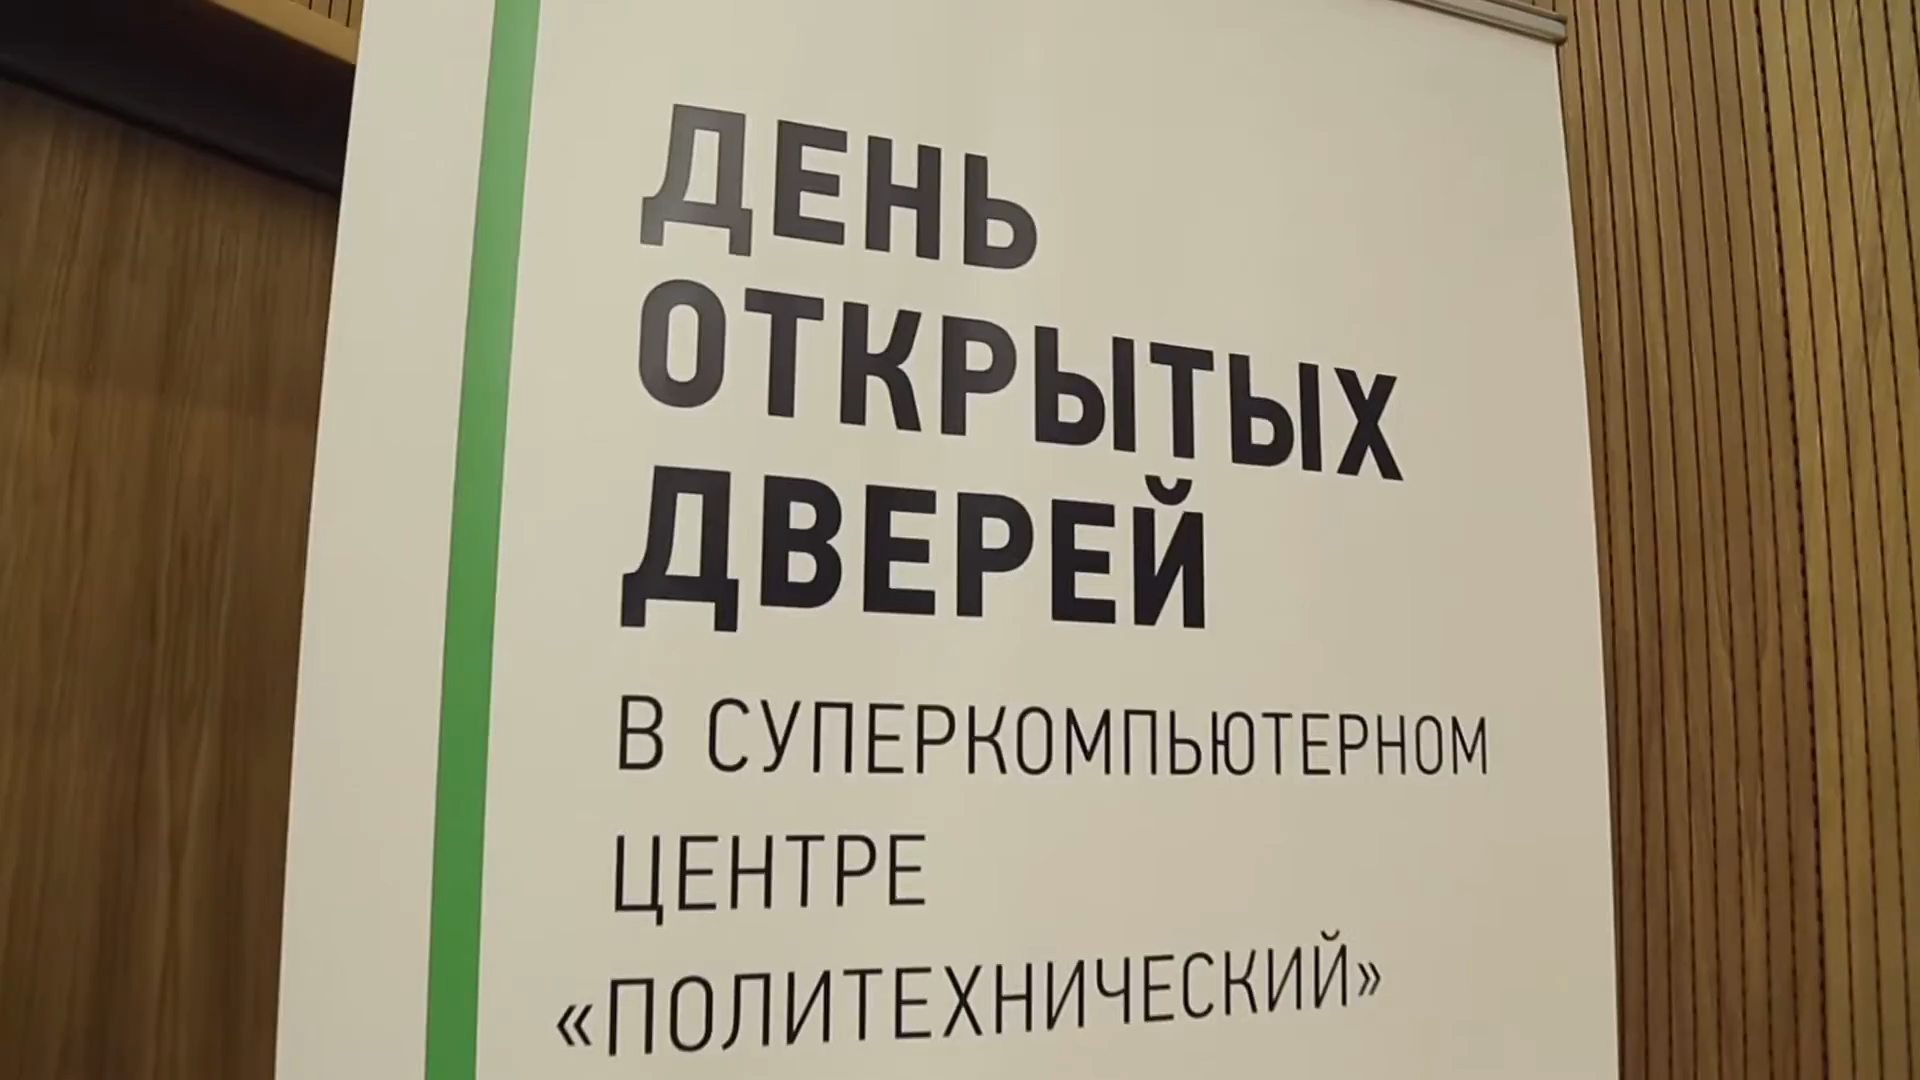 ДЕНЬ
ОТКРЫТЫХ
ДВЕРЕЙ
В СУПЕРКОМПЬЮТЕРНОМ
ЦЕНТРЕ
«ПОЛИТЕХНИЧЕСКИЙ»